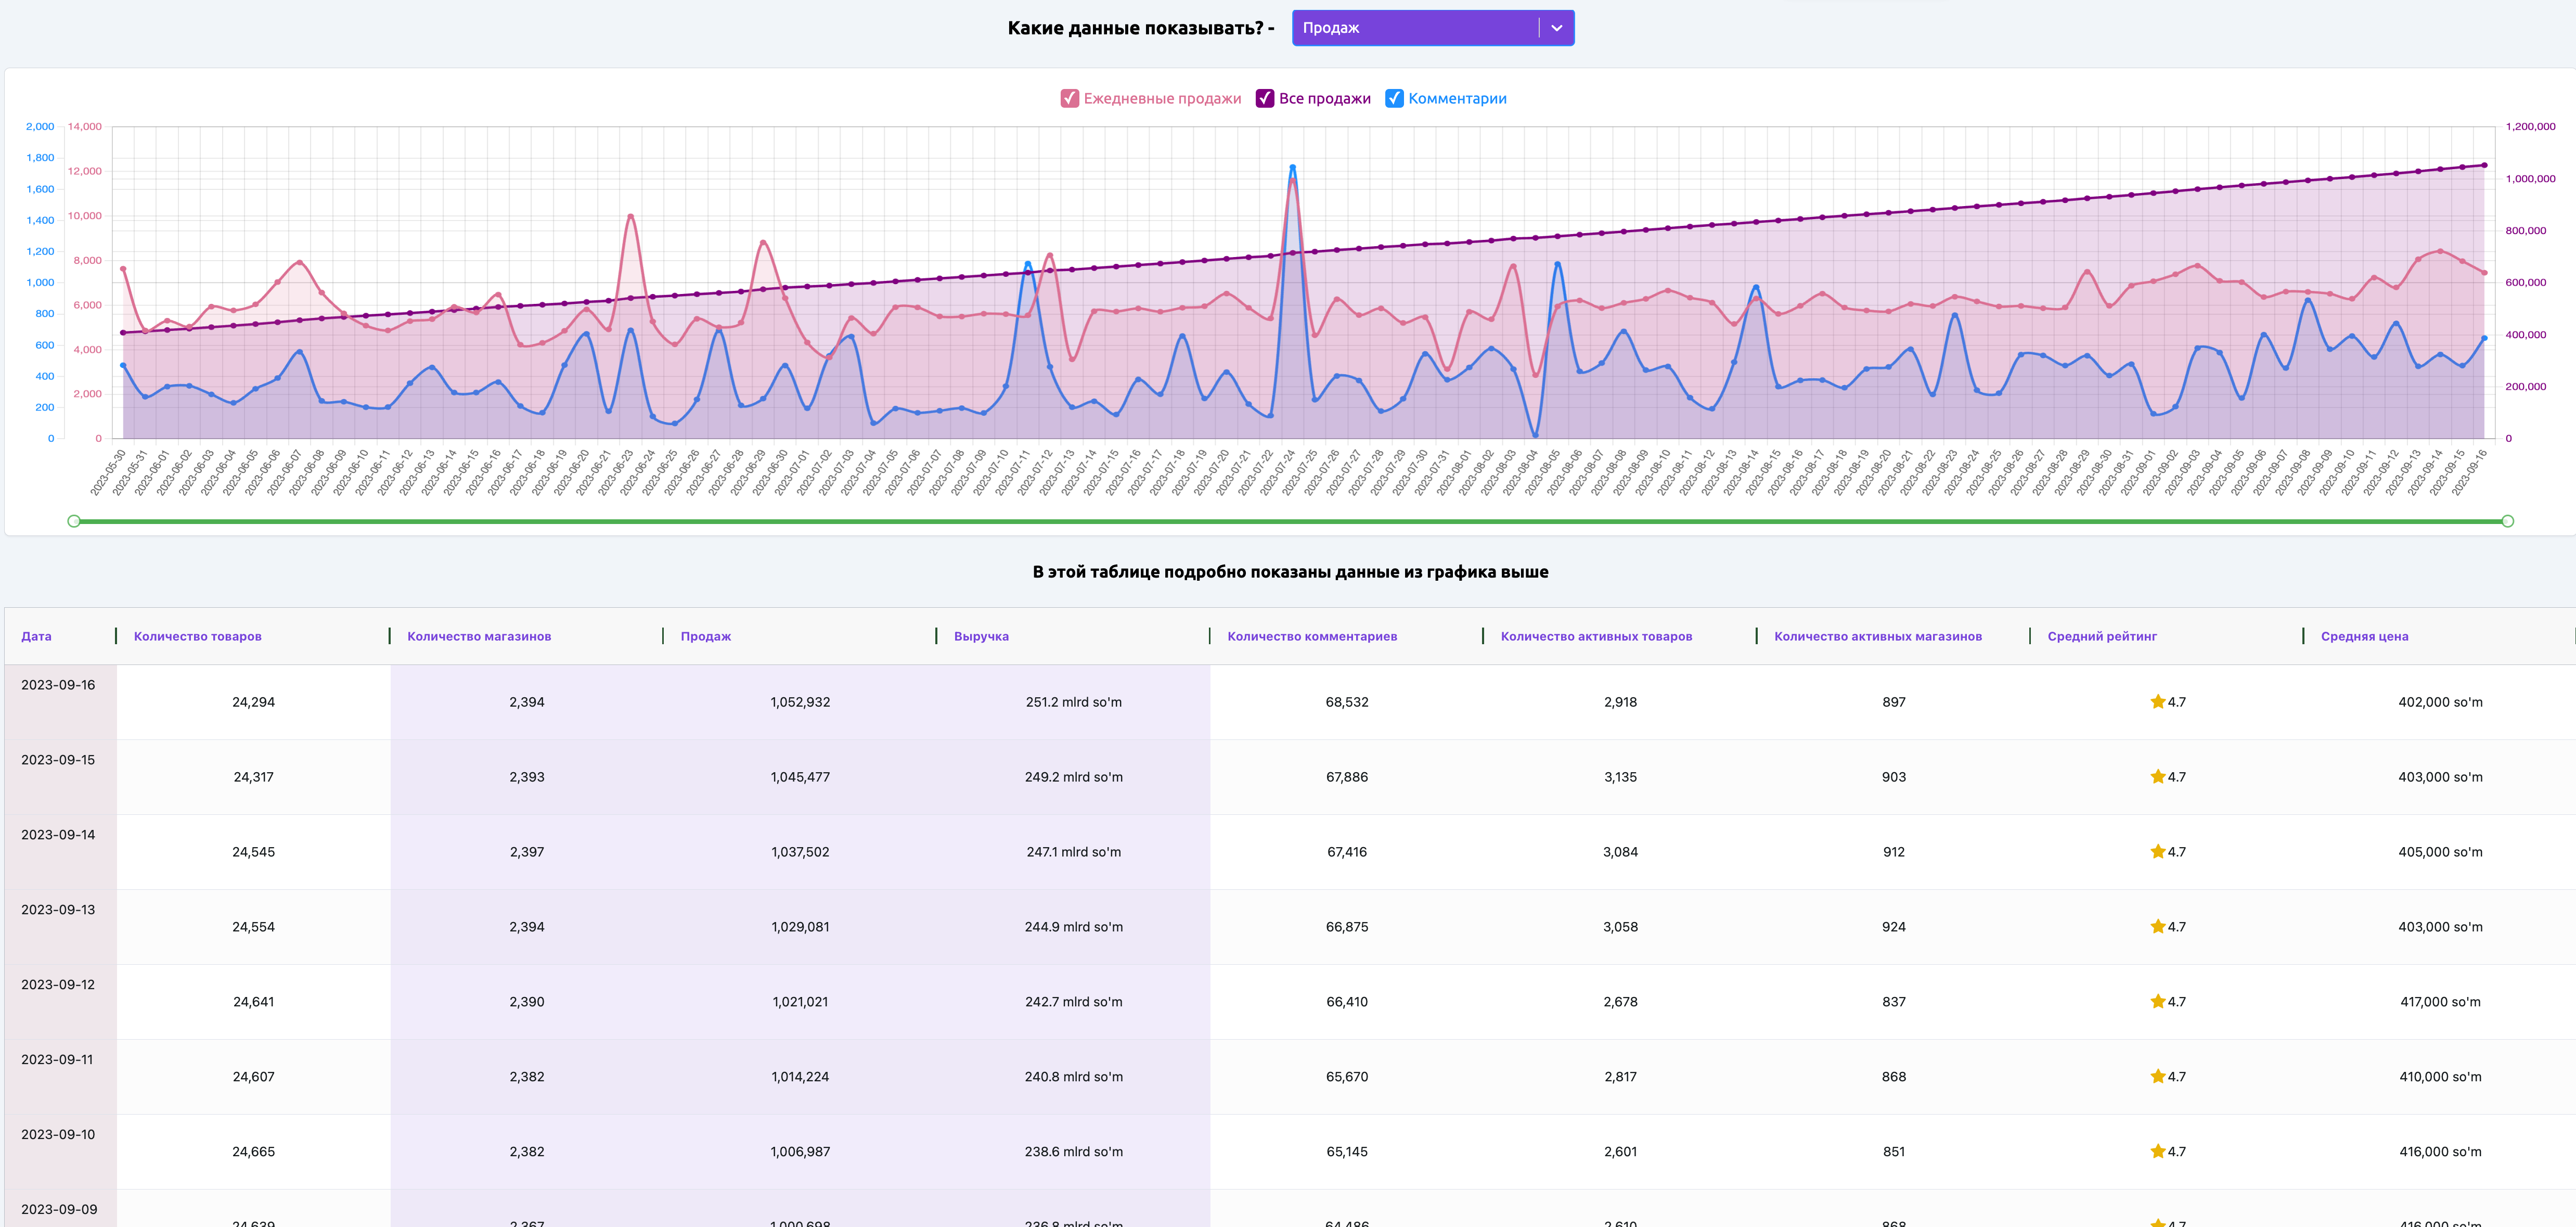 Какие данные показывать? -
Продаж
Ежедневные продажи Все продажи Комментарии
2,000 14,000 1,200,000
1,800
12,000
1,600 1,000,000
1,400 10,000
1,200 8,000 800,000
1,000
6,000 600,000
800
600 4,000 400,000
400
2,000 200,000
200
0 0 0
2023-05-30 2023-05-31 2023-06-01 2023-06-02 2023-06-03 2023-06-04 2023-06-05 2023-06-06 2023-06-07 2023-06-08 2023-06-09 2023-06-10 2023-06-11 2023-06-12 2023-06-13 2023-06-14 2023-06-15 2023-06-16 2023-06-17 2023-06-18 2023-06-19 2023-06-20 2023-06-21 2023-06-23 2023-06-24 2023-06-25 2023-06-26 2023-06-27 2023-06-28 2023-06-29 2023-06-30 2023-07-01 2023-07-02 2023-07-03 2023-07-04 2023-07-05 2023-07-06 2023-07-07 2023-07-08 2023-07-09 2023-07-10 2023-07-11 2023-07-12 2023-07-13 2023-07-14 2023-07-15 2023-07-16 2023-07-17 2023-07-18 2023-07-19 2023-07-20 2023-07-21 2023-07-22 2023-07-24 2023-07-25 2023-07-26 2023-07-27 2023-07-28 2023-07-29 2023-07-30 2023-07-31 2023-08-01 2023-08-02 2023-08-03 2023-08-04 2023-08-05 2023-08-06 2023-08-07 2023-08-08 2023-08-09 2023-08-10 2023-08-11 2023-08-12 2023-08-13 2023-08-14 2023-08-15 2023-08-16 2023-08-17 2023-08-18 2023-08-19 2023-08-20 2023-08-21 2023-08-22 2023-08-23 2023-08-24 2023-08-25 2023-08-26 2023-08-27 2023-08-28 2023-08-29 2023-08-30 2023-08-31 2023-09-01 2023-09-02 2023-09-03 2023-09-04 2023-09-05 2023-09-06 2023-09-07 2023-09-08 2023-09-09 2023-09-10 2023-09-11 2023-09-12 2023-09-13 2023-09-14 2023-09-15 2023-09-16
В этой таблице подробно показаны данные из графика выше
Дата Количество товаров Количество магазинов Продаж Выручка Количество комментариев Количество активных товаров Количество активных магазинов Средний рейтинг Средняя цена
2023-09-16 24,294 2,394 1,052,932 251.2 mlrd so'm 68,532 2,918 897 4.7 402,000 so'm
2023-09-15 24,317 2,393 1,045,477 249.2 mlrd so'm 67,886 3,135 903 4.7 403,000 so'm
2023-09-14 24,545 2,397 1,037,502 247.1 mlrd so'm 67,416 3,084 912 4.7 405,000 so'm
2023-09-13 24,554 2,394 1,029,081 244.9 mlrd so'm 66,875 3,058 924 4.7 403,000 so'm
2023-09-12 24,641 2,390 1,021,021 242.7 mlrd so'm 66,410 2,678 837 4.7 417,000 so'm
2023-09-11 24,607 2,382 1,014,224 240.8 mlrd so'm 65,670 2,817 868 4.7 410,000 so'm
2023-09-10 24,665 2,382 1,006,987 238.6 mlrd so'm 65,145 2,601 851 4.7 416,000 so'm
2023-09-09 24,639 2,367 1,000,698 236.8 mlrd so'm 64,486 2,610 868 4.7 416,000 so'm